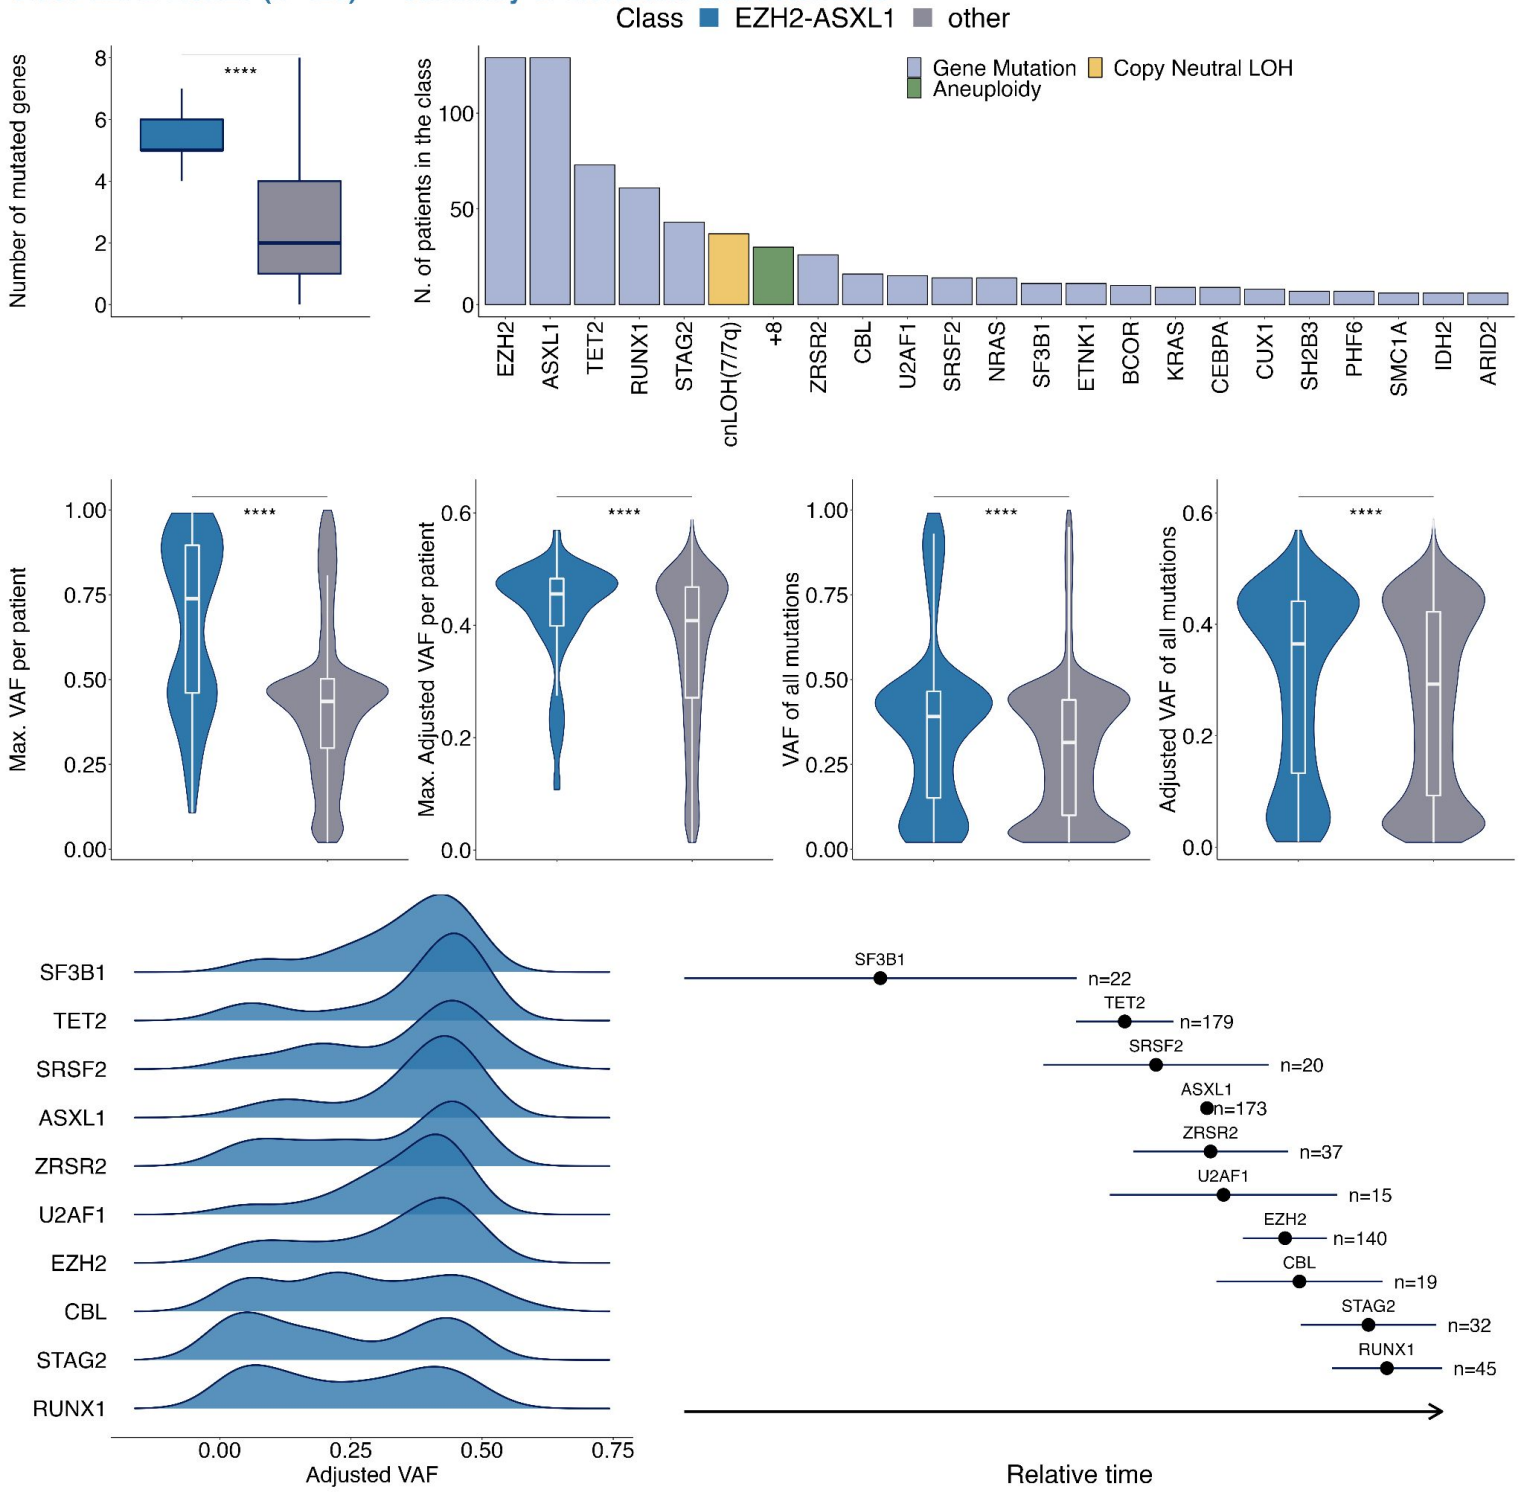 Class EZH2-ASXL1 other
Number of mutated genes
8
6
4
2
0
****
N. of patients in the class
100
50
0
Gene Mutation Copy Neutral LOH
Aneuploidy
EZH2
ASXL1
TET2
RUNX1
STAG2
cnLOH(7/7q)
+8
ZRSR2
CBL
U2AF1
SRSF2
NRAS
SF3B1
ETNK1
BCOR
KRAS
CEBPA
CUX1
SH2B3
PHF6
SMC1A
IDH2
ARID2
Max. VAF per patient
1.00
0.75
0.50
0.25
0.00
****
Max. Adjusted VAF per patient
0.6
0.4
0.2
0.0
****
VAF of all mutations
1.00
0.75
0.50
0.25
0.00
****
Adjusted VAF of all mutations
0.6
0.4
0.2
0.0
****
SF3B1
TET2
SRSF2
ASXL1
ZRSR2
U2AF1
EZH2
CBL
STAG2
RUNX1
0.00 0.25 0.50 0.75
Adjusted VAF
SF3B1
n=22
TET2
n=179
SRSF2
n=20
ASXL1
n=173
ZRSR2
n=37
U2AF1
n=15
EZH2
n=140
CBL
n=19
STAG2
n=32
RUNX1
n=45
Relative time